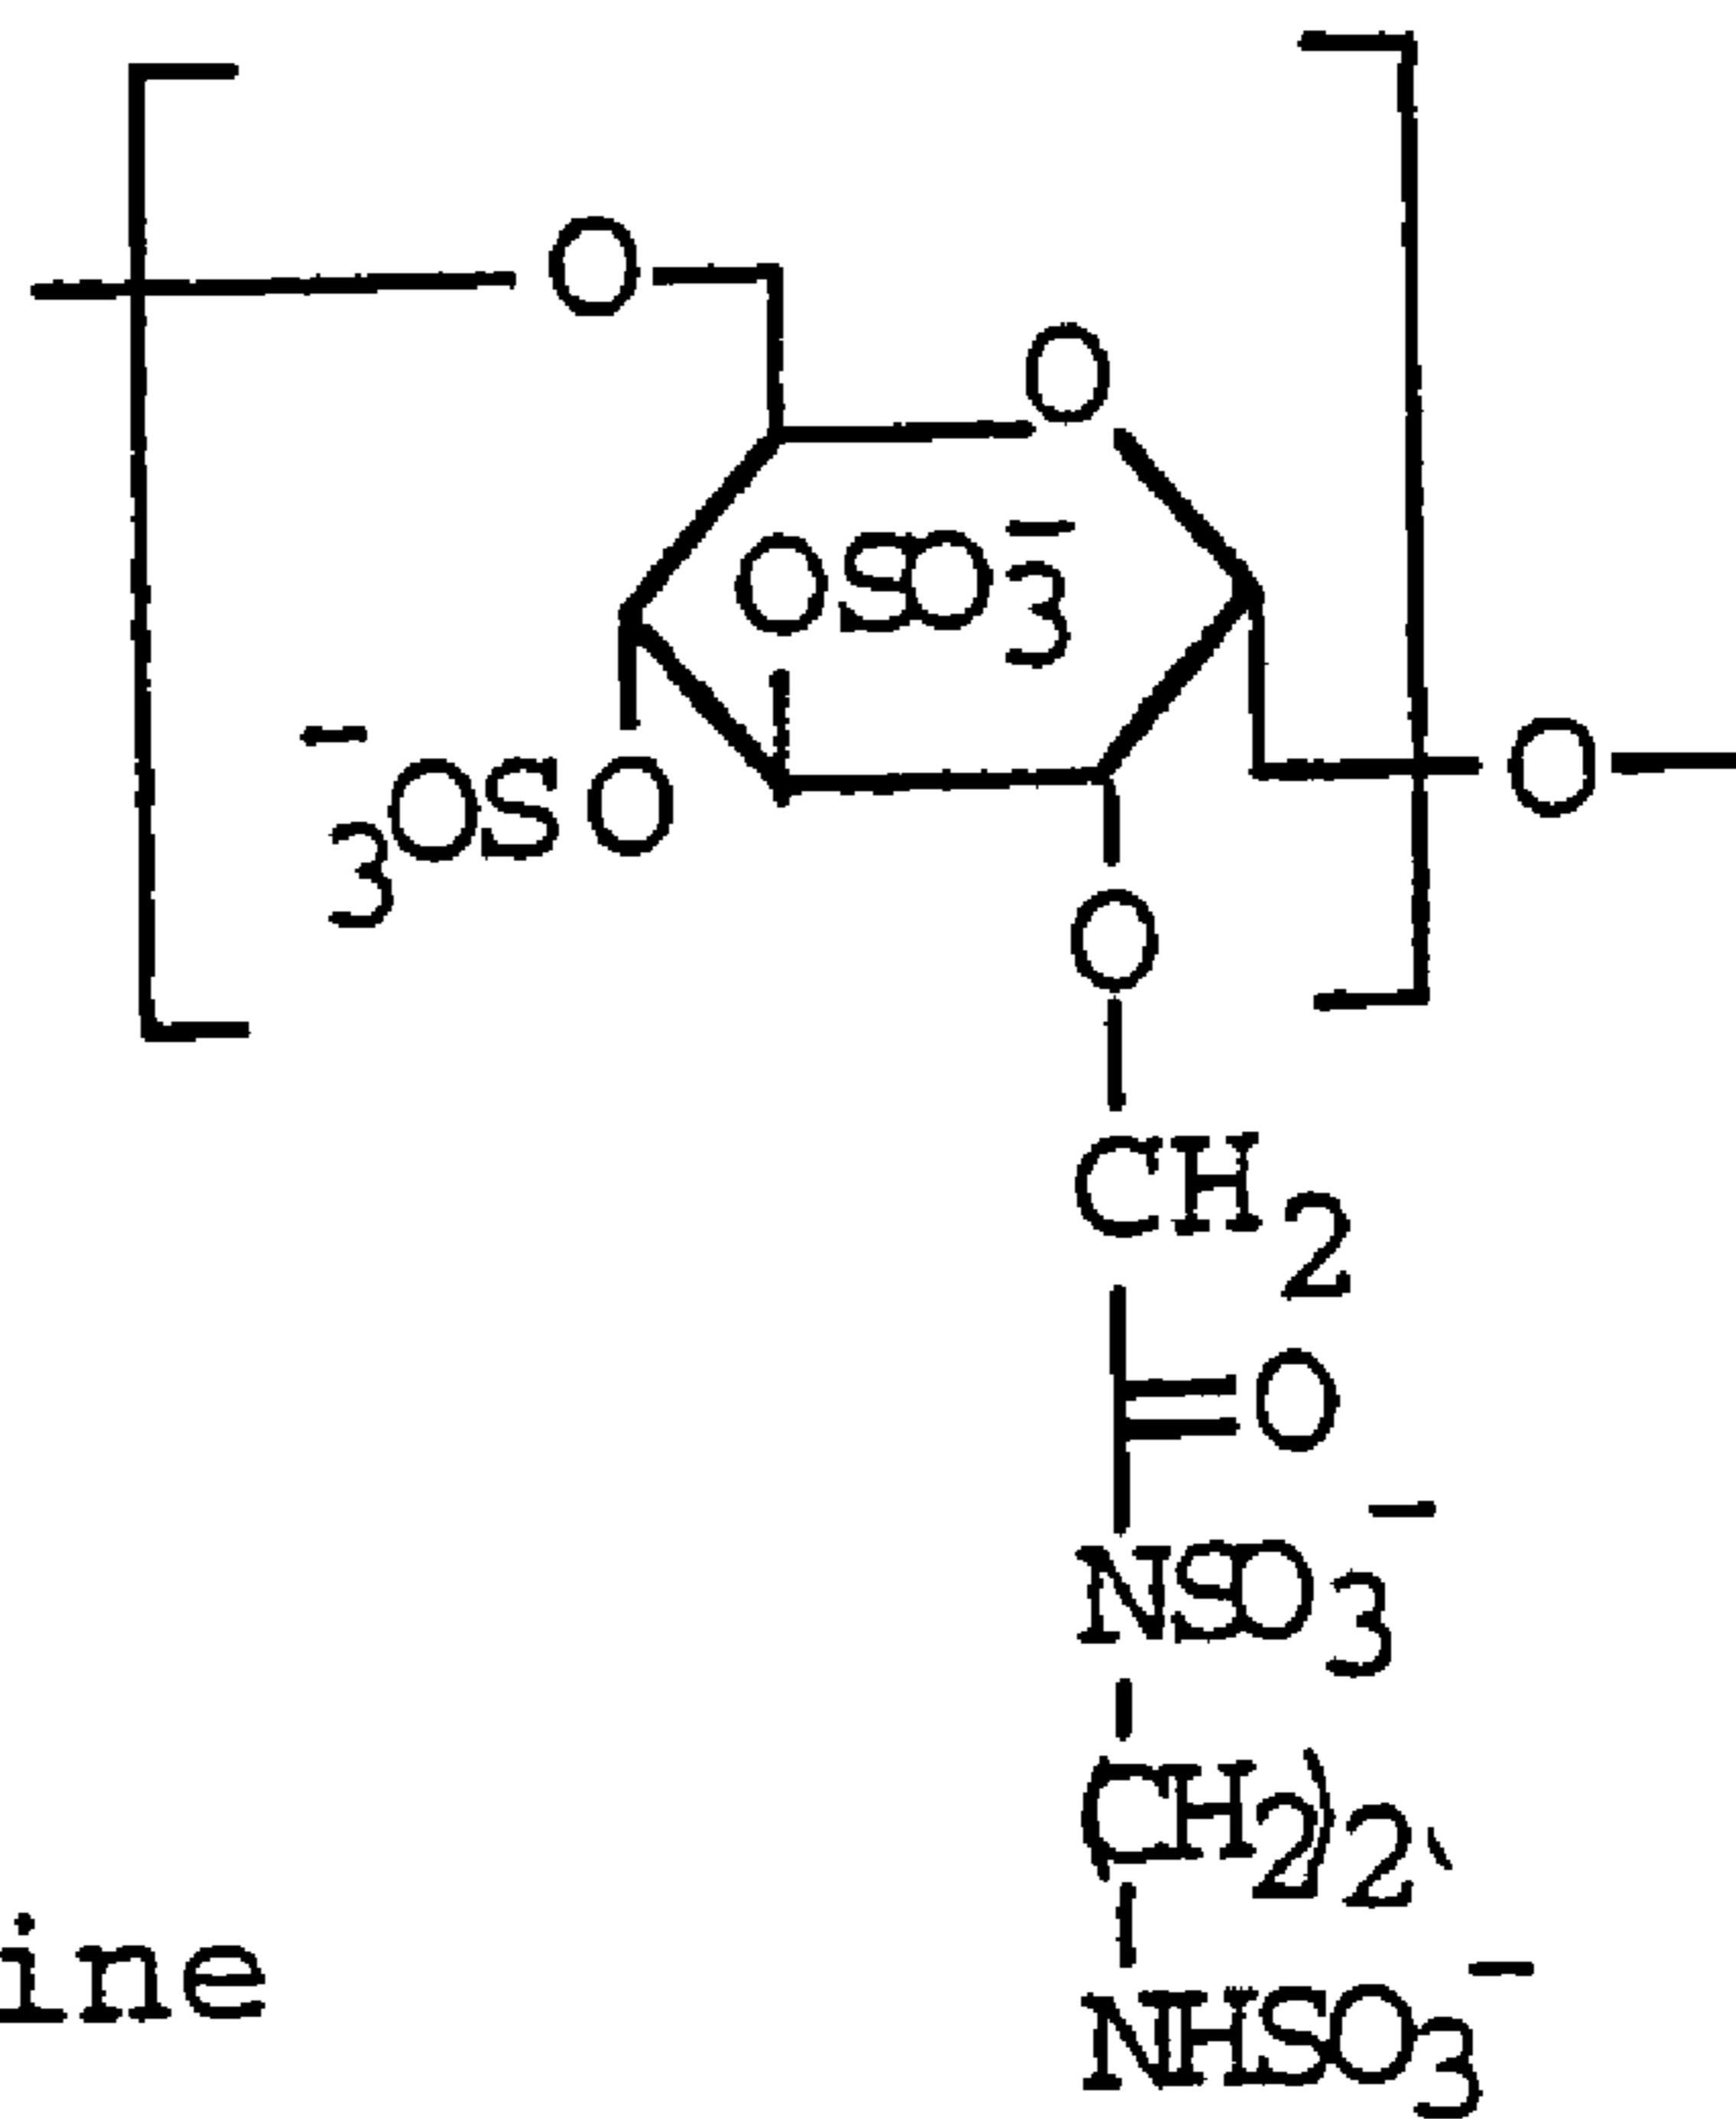 O
O
OSO₃⁻
⁻₃OSO
O
O
CH₂
O
NSO₃⁻
(CH₂)₂
ine
NHSO₃⁻